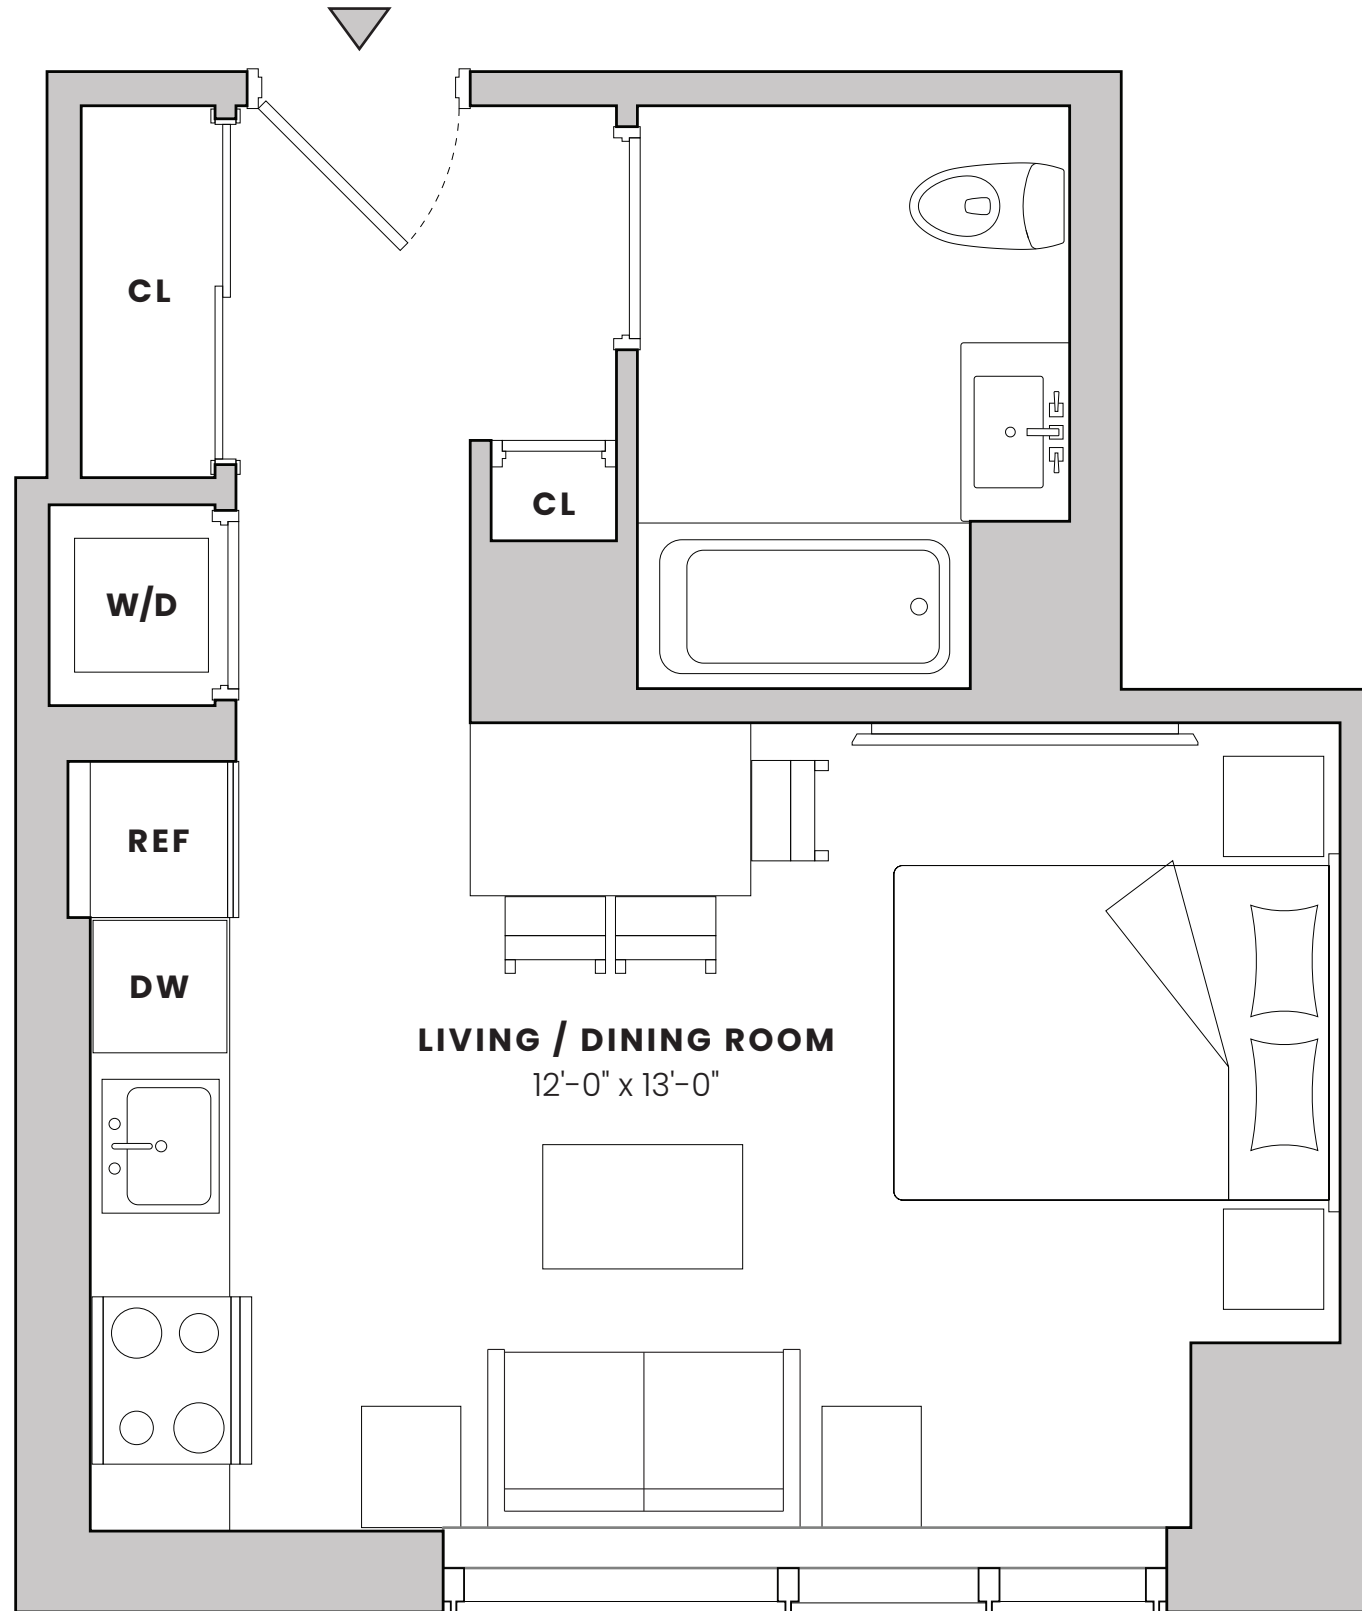 CL
CL
W/D
REF
DW
LIVING / DINING ROOM
12'-0" x 13'-0"